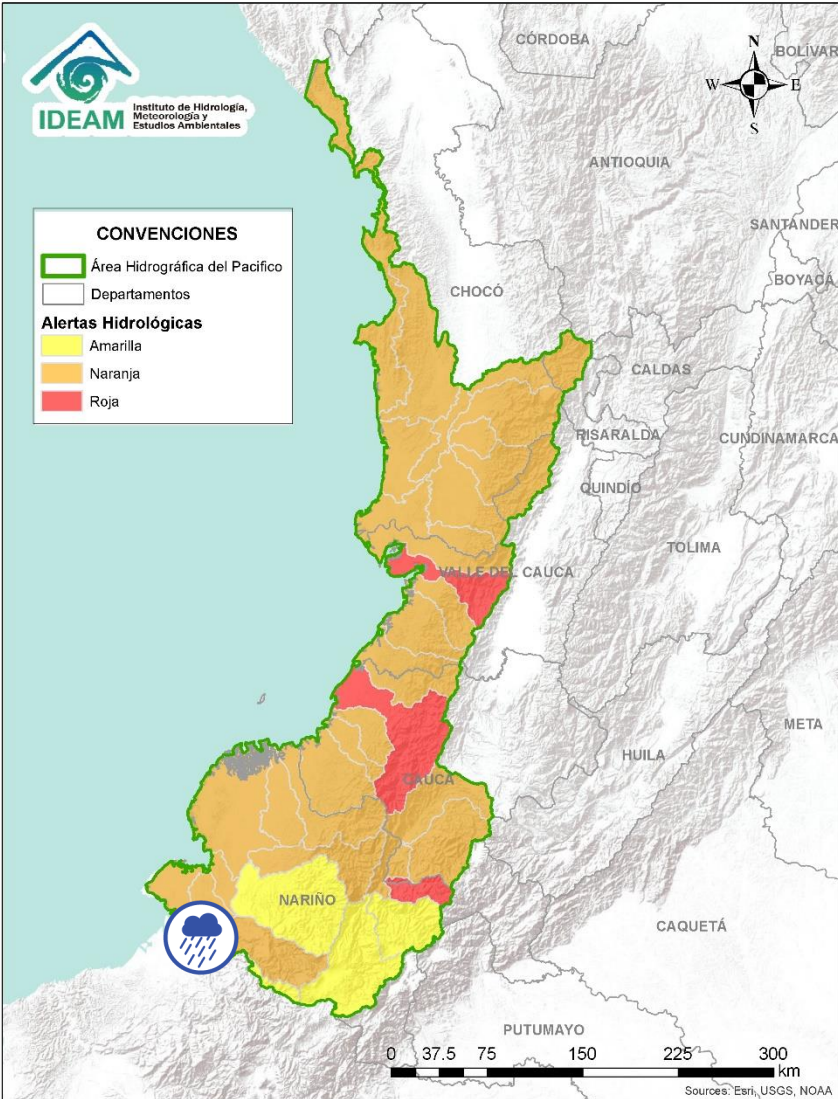 IDEAM
Instituto de Hidrología,
Meteorología y
Estudios Ambientales
CONVENCIONES
Área Hidrográfica del Pacifico
Departamentos
Alertas Hidrológicas
Amarilla
Naranja
Roja
N
W E
S
CÓRDOBA
BOLÍVAR
ANTIOQUIA
SANTANDER
BOYACÁ
CHOCÓ
CALDAS
RISARALDA
CUNDINAMARCA
QUINDÍO
TOLIMA
VALLE DEL CAUCA
META
HUILA
CAUCA
NARIÑO
CAQUETÁ
PUTUMAYO
0 37.5 75 150 225 300
km
Sources: Esri, USGS, NOAA